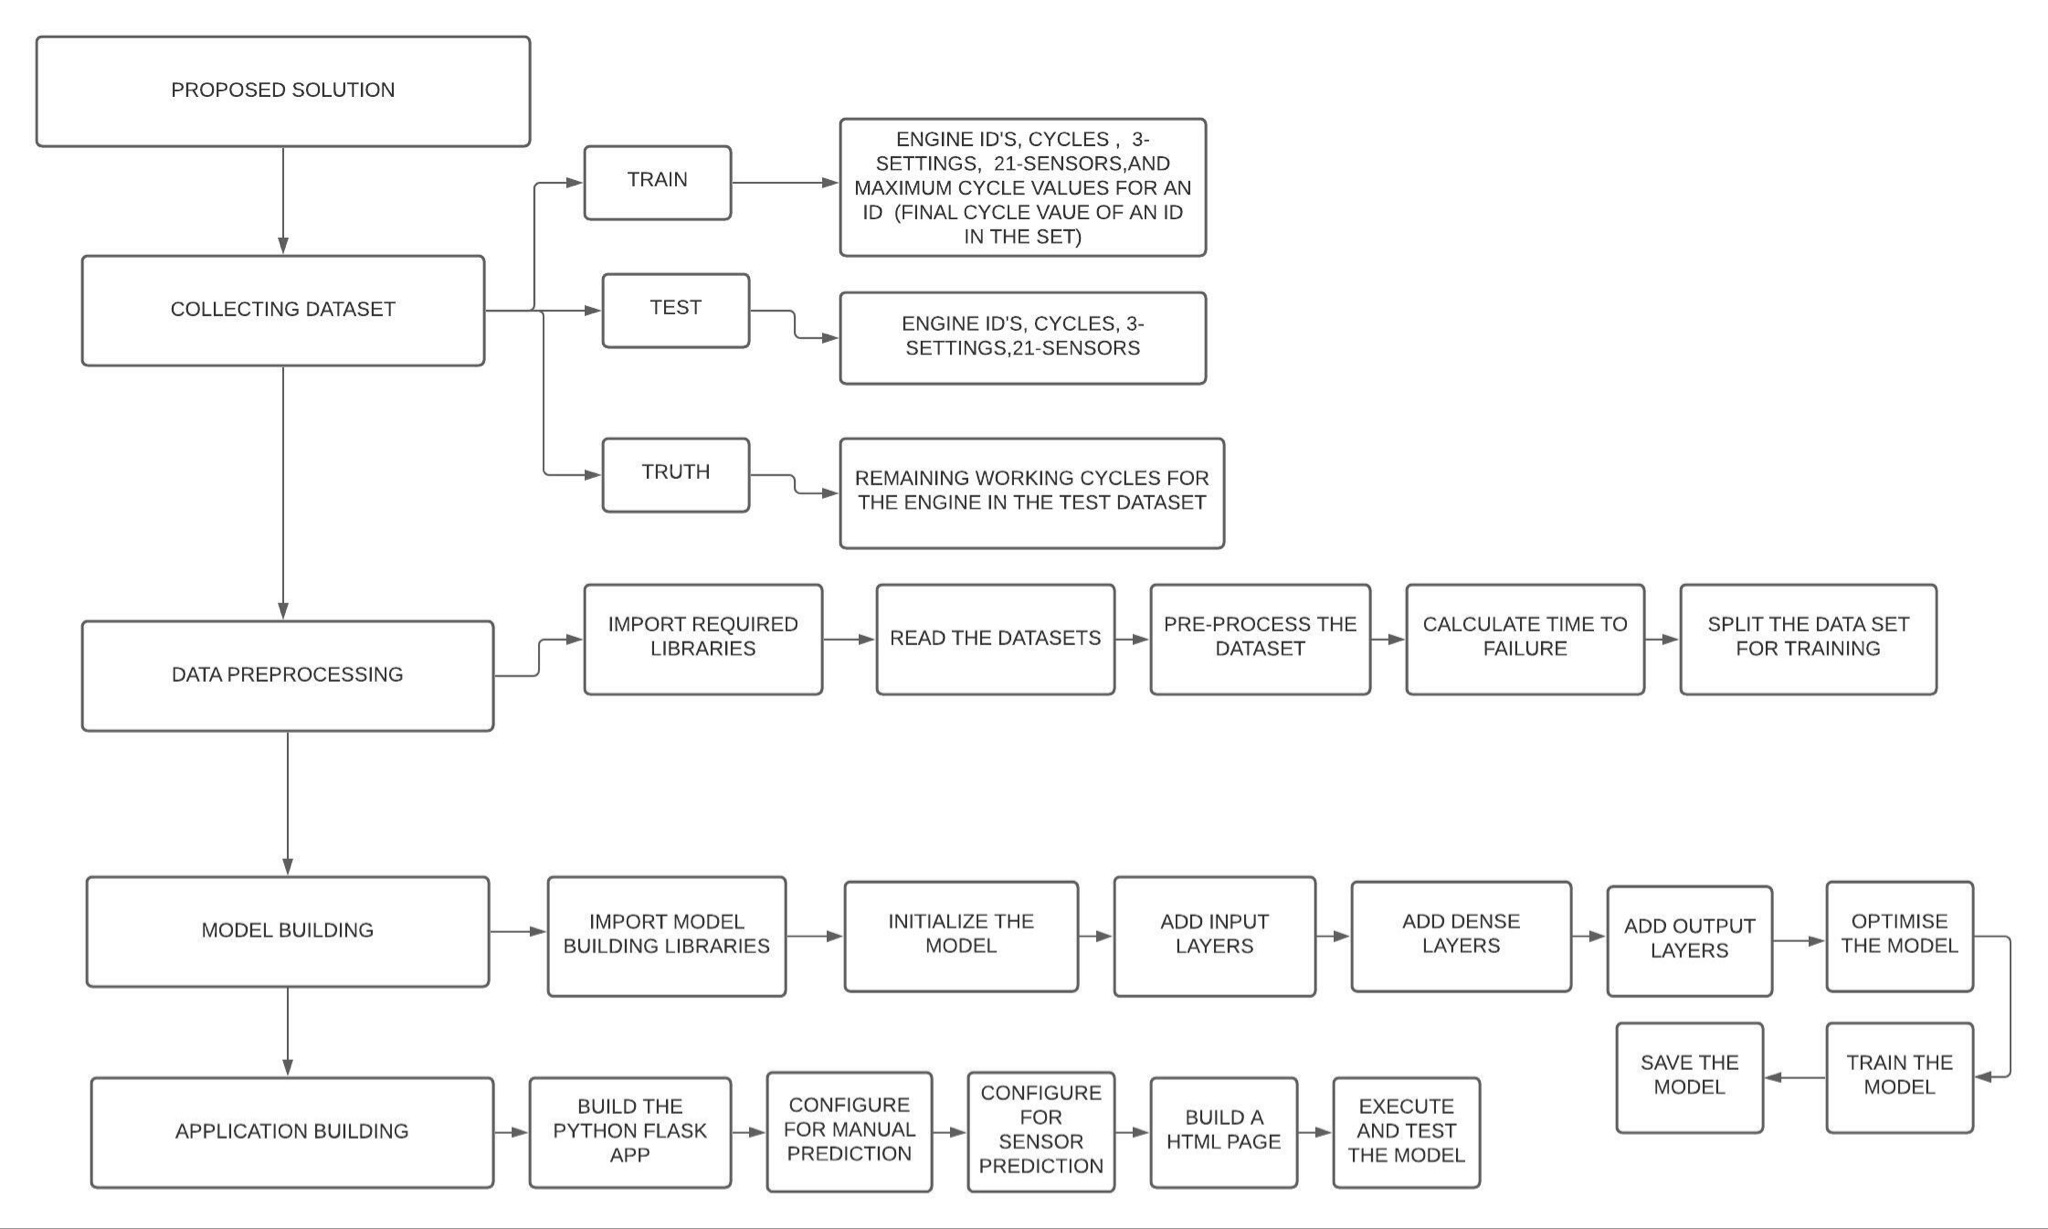 PROPOSED SOLUTION
COLLECTING DATASET
TRAIN
ENGINE ID'S, CYCLES , 3-
SETTINGS, 21-SENSORS,AND
MAXIMUM CYCLE VALUES FOR AN
ID (FINAL CYCLE VAUE OF AN ID
IN THE SET)
TEST
ENGINE ID'S, CYCLES, 3-
SETTINGS,21-SENSORS
TRUTH
REMAINING WORKING CYCLES FOR
THE ENGINE IN THE TEST DATASET
DATA PREPROCESSING
IMPORT REQUIRED
LIBRARIES
READ THE DATASETS
PRE-PROCESS THE
DATASET
CALCULATE TIME TO
FAILURE
SPLIT THE DATA SET
FOR TRAINING
MODEL BUILDING
IMPORT MODEL
BUILDING LIBRARIES
INITIALIZE THE
MODEL
ADD INPUT
LAYERS
ADD DENSE
LAYERS
ADD OUTPUT
LAYERS
OPTIMISE
THE MODEL
TRAIN THE
MODEL
SAVE THE
MODEL
APPLICATION BUILDING
BUILD THE
PYTHON FLASK
APP
CONFIGURE
FOR MANUAL
PREDICTION
CONFIGURE
FOR
SENSOR
PREDICTION
BUILD A
HTML PAGE
EXECUTE
AND TEST
THE MODEL